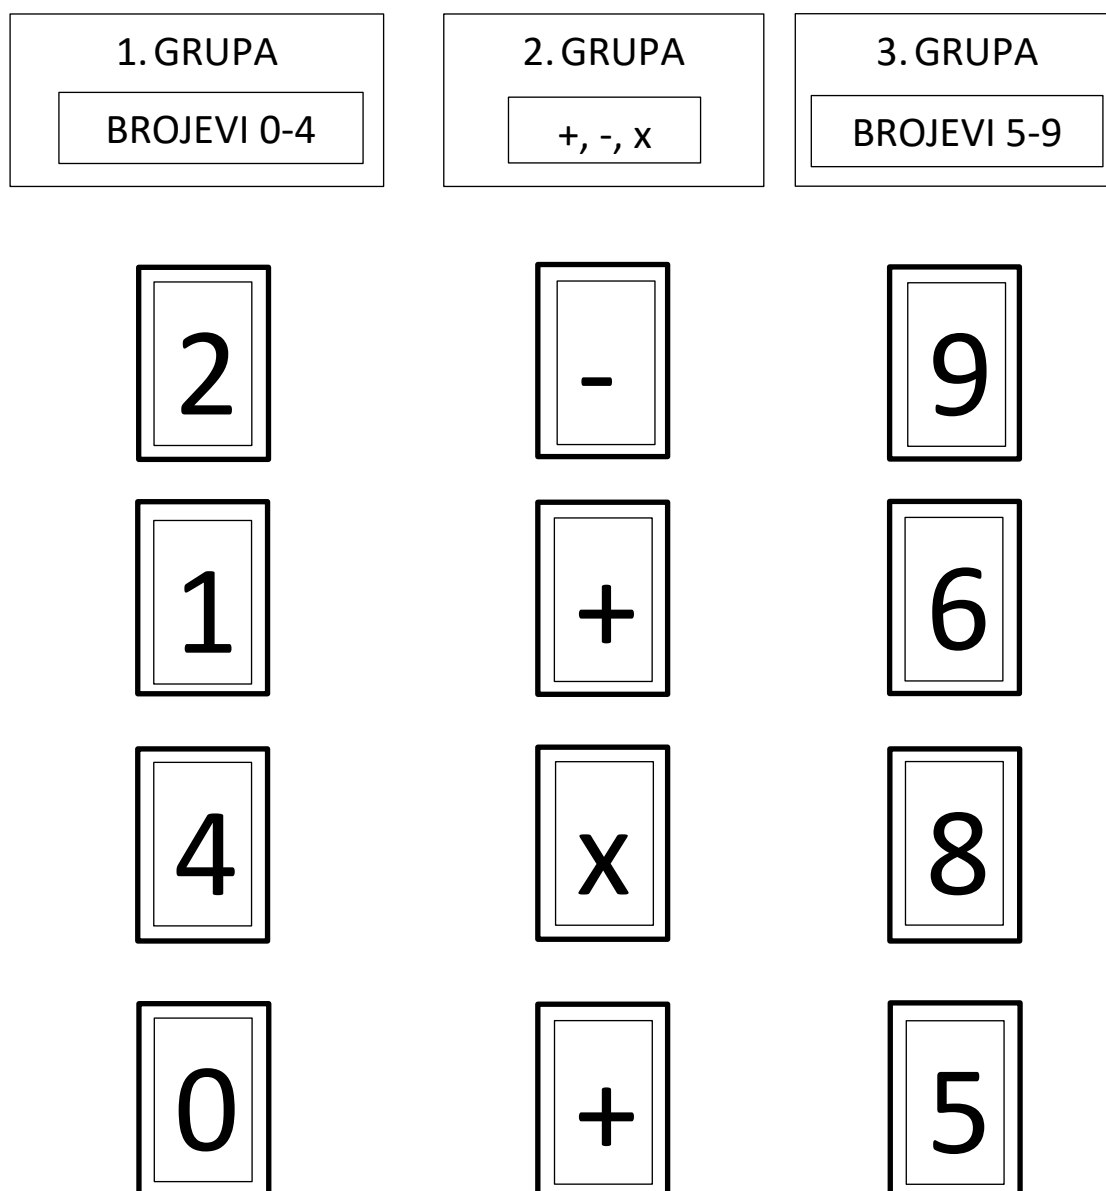 1. GRUPA
BROJEVI 0-4
2. GRUPA
+, -, x
3. GRUPA
BROJEVI 5-9
2 - 9
1 + 6
4 x 8
0 + 5